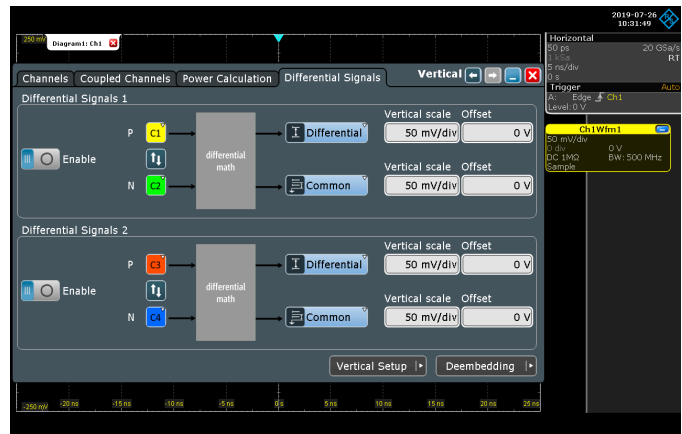 2019-07-26
10:31:49
250 mV
Diagram1: Ch1
Horizontal
50 ps 20 GSa/s
1 kSa RT
5 ns/div
0 s
Trigger Auto
A: Edge Ch1
Level: 0 V
Channels Coupled Channels Power Calculation Differential Signals Vertical
Differential Signals 1
Enable
P C1
N C2
differential
math
Differential
Common
Vertical scale Offset
50 mV/div 0 V
Vertical scale Offset
50 mV/div 0 V
Ch1Wfm1
50 mV/div
0 div 0 V
DC 1MΩ BW: 500 MHz
Sample
Differential Signals 2
Enable
P C3
N C4
differential
math
Differential
Common
Vertical scale Offset
50 mV/div 0 V
Vertical scale Offset
50 mV/div 0 V
Vertical Setup Deembedding
-250 mV -20 ns -15 ns -10 ns -5 ns 0 s 5 ns 10 ns 15 ns 20 ns 25 ns